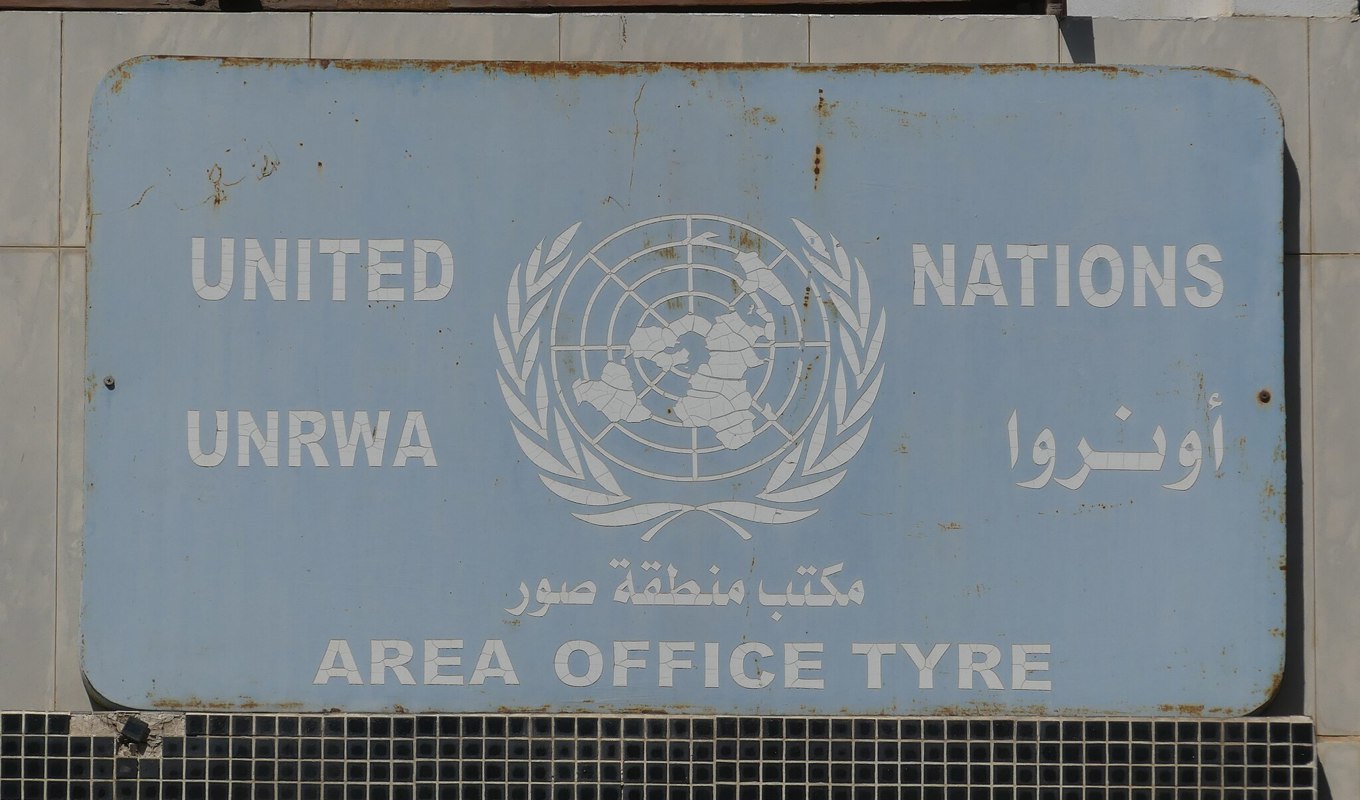 UNITED NATIONS
UNRWA أونروا
مكتب منطقة صور
AREA OFFICE TYRE